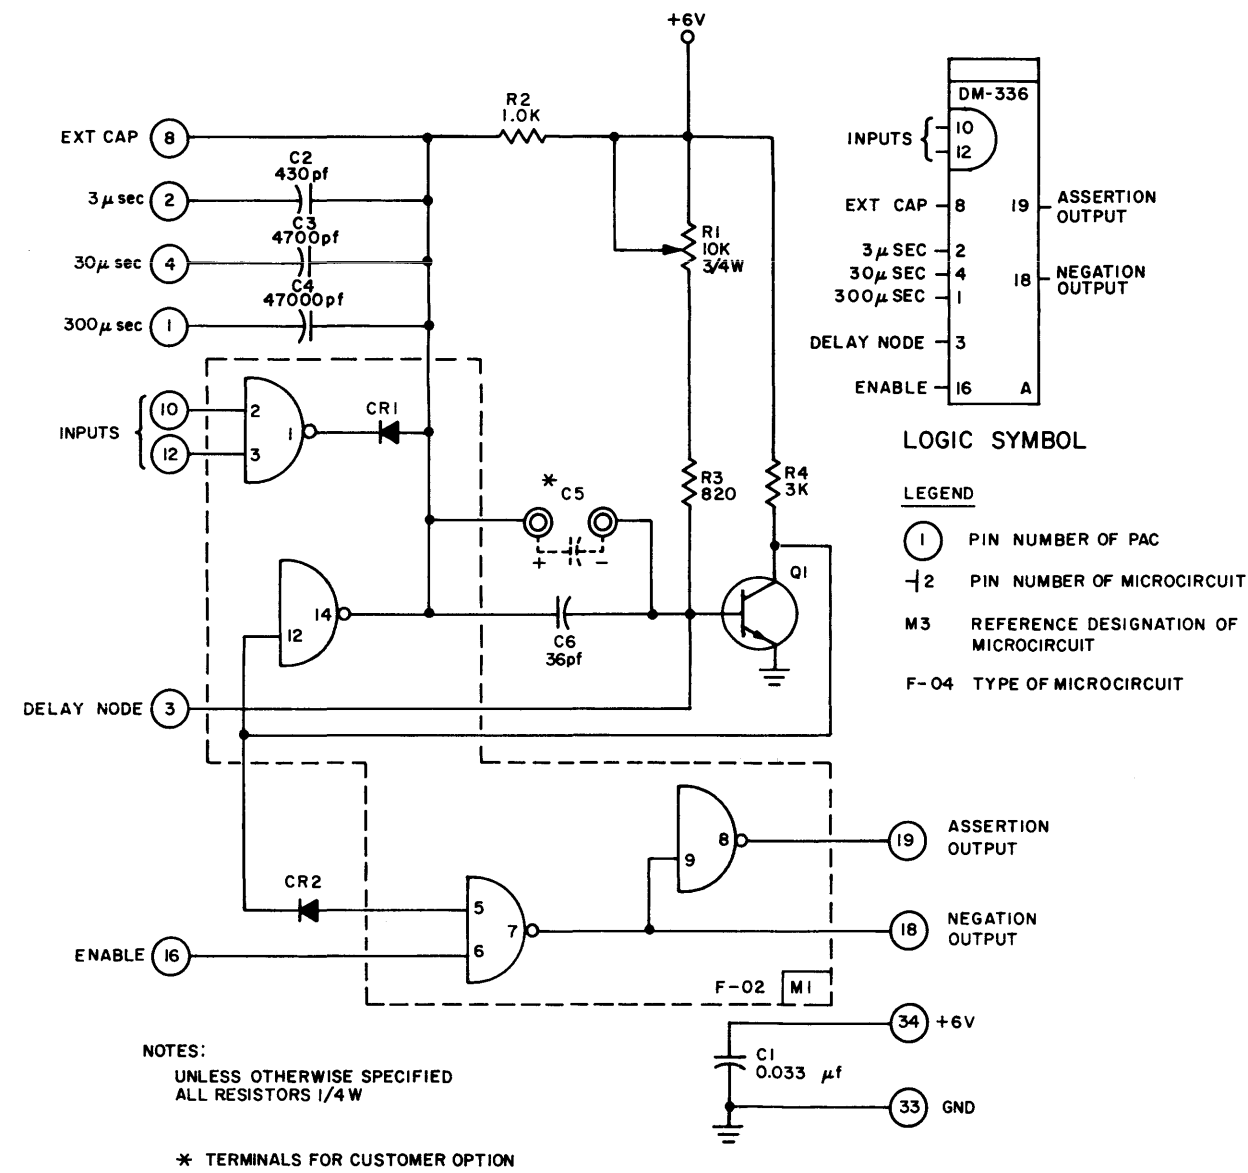 +6V
R2
1.0K
EXT CAP 8
C2
430pf
3μsec 2
C3
4700pf
30μsec 4
C4
47000pf
300μsec 1
R1
10K
3/4W
INPUTS
10
12
2
3
1
CR1
* C5
+ -
R3
820
R4
3K
Q1
14
12
C6
36pf
DELAY NODE 3
CR2
5
6
7
ENABLE 16
9
8
19 ASSERTION
OUTPUT
18 NEGATION
OUTPUT
F-02 M1
34 +6V
C1
0.033 μf
33 GND
DM-336
INPUTS
10
12
EXT CAP 8
19 ASSERTION
OUTPUT
3μSEC 2
30μSEC 4
300μSEC 1
18 NEGATION
OUTPUT
DELAY NODE 3
ENABLE 16 A
LOGIC SYMBOL
LEGEND
1 PIN NUMBER OF PAC
2 PIN NUMBER OF MICROCIRCUIT
M3 REFERENCE DESIGNATION OF
MICROCIRCUIT
F-04 TYPE OF MICROCIRCUIT
NOTES:
UNLESS OTHERWISE SPECIFIED
ALL RESISTORS 1/4W
* TERMINALS FOR CUSTOMER OPTION